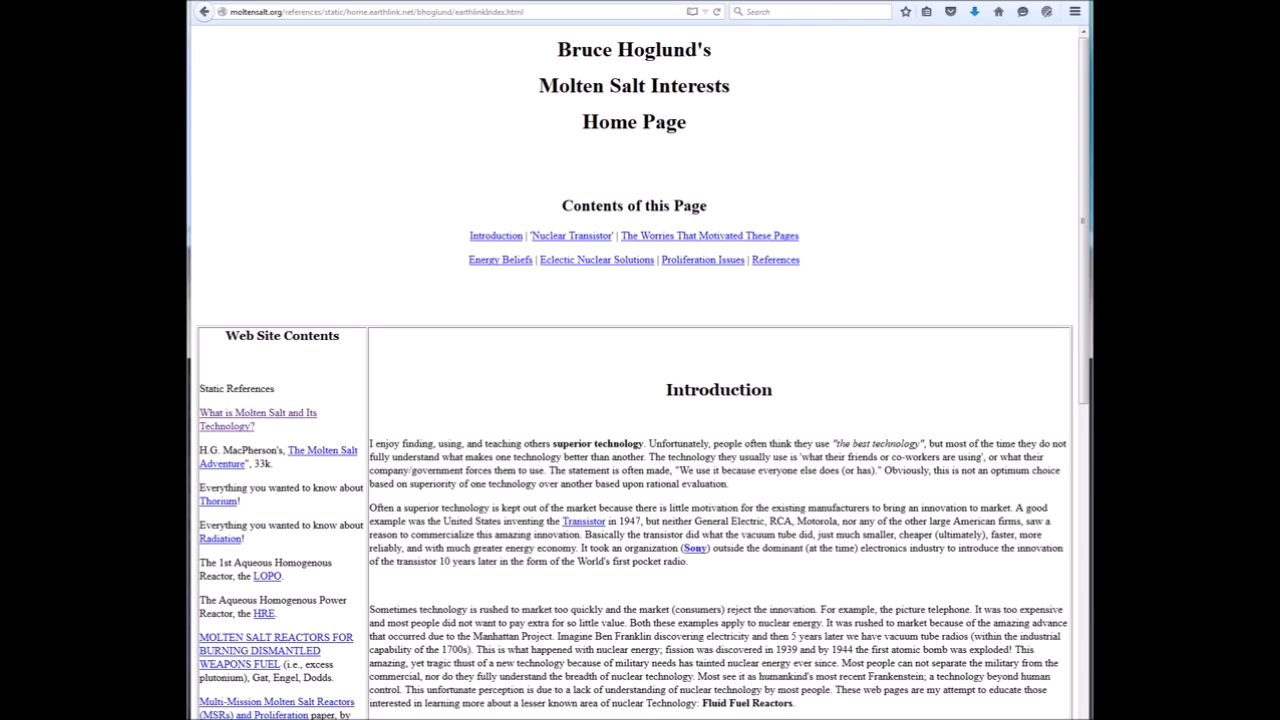 moltensalt.org/references/static/home.earthlink.net/bhoglund/earthlinkIndex.html
Search
Bruce Hoglund's
Molten Salt Interests
Home Page
Contents of this Page
Introduction | 'Nuclear Transistor' | The Worries That Motivated These Pages
Energy Beliefs | Eclectic Nuclear Solutions | Proliferation Issues | References
Web Site Contents
Static References
What is Molten Salt and Its
Technology?
H.G. MacPherson's, The Molten Salt
Adventure", 33k.
Everything you wanted to know about
Thorium!
Everything you wanted to know about
Radiation!
The 1st Aqueous Homogenous
Reactor, the LOPO.
The Aqueous Homogenous Power
Reactor, the HRE.
MOLTEN SALT REACTORS FOR
BURNING DISMANTLED
WEAPONS FUEL (i.e., excess
plutonium), Gat, Engel, Dodds.
Multi-Mission Molten Salt Reactors
(MSRs) and Proliferation paper, by
Introduction
I enjoy finding, using, and teaching others superior technology. Unfortunately, people often think they use "the best technology", but most of the time they do not
fully understand what makes one technology better than another. The technology they usually use is 'what their friends or co-workers are using', or what their
company/government forces them to use. The statement is often made, "We use it because everyone else does (or has)." Obviously, this is not an optimum choice
based on superiority of one technology over another based upon rational evaluation.
Often a superior technology is kept out of the market because there is little motivation for the existing manufacturers to bring an innovation to market. A good
example was the United States inventing the Transistor in 1947, but neither General Electric, RCA, Motorola, nor any of the other large American firms, saw a
reason to commercialize this amazing innovation. Basically the transistor did what the vacuum tube did, just much smaller, cheaper (ultimately), faster, more
reliably, and with much greater energy economy. It took an organization (Sony) outside the dominant (at the time) electronics industry to introduce the innovation
of the transistor 10 years later in the form of the World's first pocket radio.
Sometimes technology is rushed to market too quickly and the market (consumers) reject the innovation. For example, the picture telephone. It was too expensive
and most people did not want to pay extra for so little value. Both these examples apply to nuclear energy. It was rushed to market because of the amazing advance
that occurred due to the Manhattan Project. Imagine Ben Franklin discovering electricity and then 5 years later we have vacuum tube radios (within the industrial
capability of the 1700s). This is what happened with nuclear energy; fission was discovered in 1939 and by 1944 the first atomic bomb was exploded! This
amazing, yet tragic thrust of a new technology because of military needs has tainted nuclear energy ever since. Most people can not separate the military from the
commercial, nor do they fully understand the breadth of nuclear technology. Most see it as humankind's most recent Frankenstein; a technology beyond human
control. This unfortunate perception is due to a lack of understanding of nuclear technology by most people. These web pages are my attempt to educate those
interested in learning more about a lesser known area of nuclear Technology: Fluid Fuel Reactors.